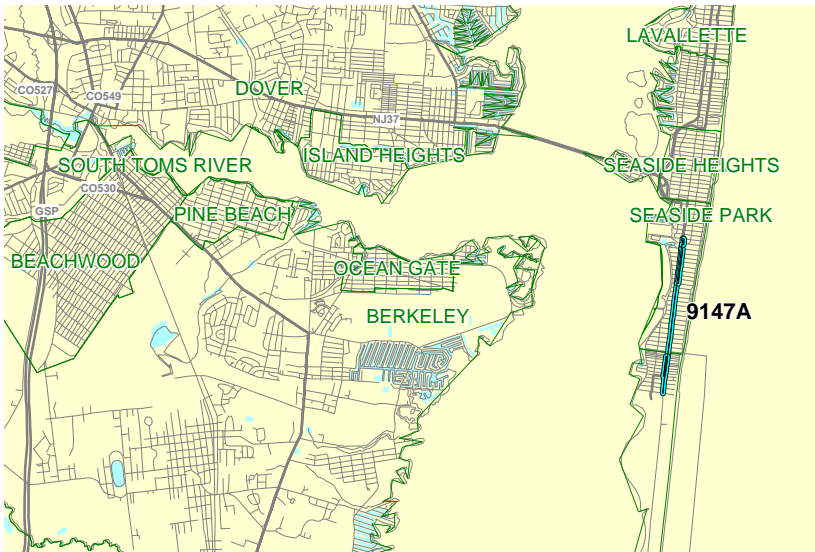 LAVALLETTE
DOVER
CO527
CO549
NJ37
ISLAND HEIGHTS
SOUTH TOMS RIVER
SEASIDE HEIGHTS
CO530
GSP
PINE BEACH
SEASIDE PARK
BEACHWOOD
OCEAN GATE
9147A
BERKELEY